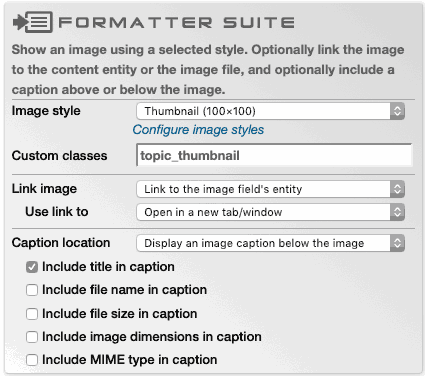 FORMATTER SUITE
Show an image using a selected style. Optionally link the image
to the content entity or the image file, and optionally include a
caption above or below the image.
Image style Thumbnail (100×100)
Configure image styles
Custom classes topic_thumbnail
Link image Link to the image field's entity
Use link to Open in a new tab/window
Caption location Display an image caption below the image
Include title in caption
Include file name in caption
Include file size in caption
Include image dimensions in caption
Include MIME type in caption